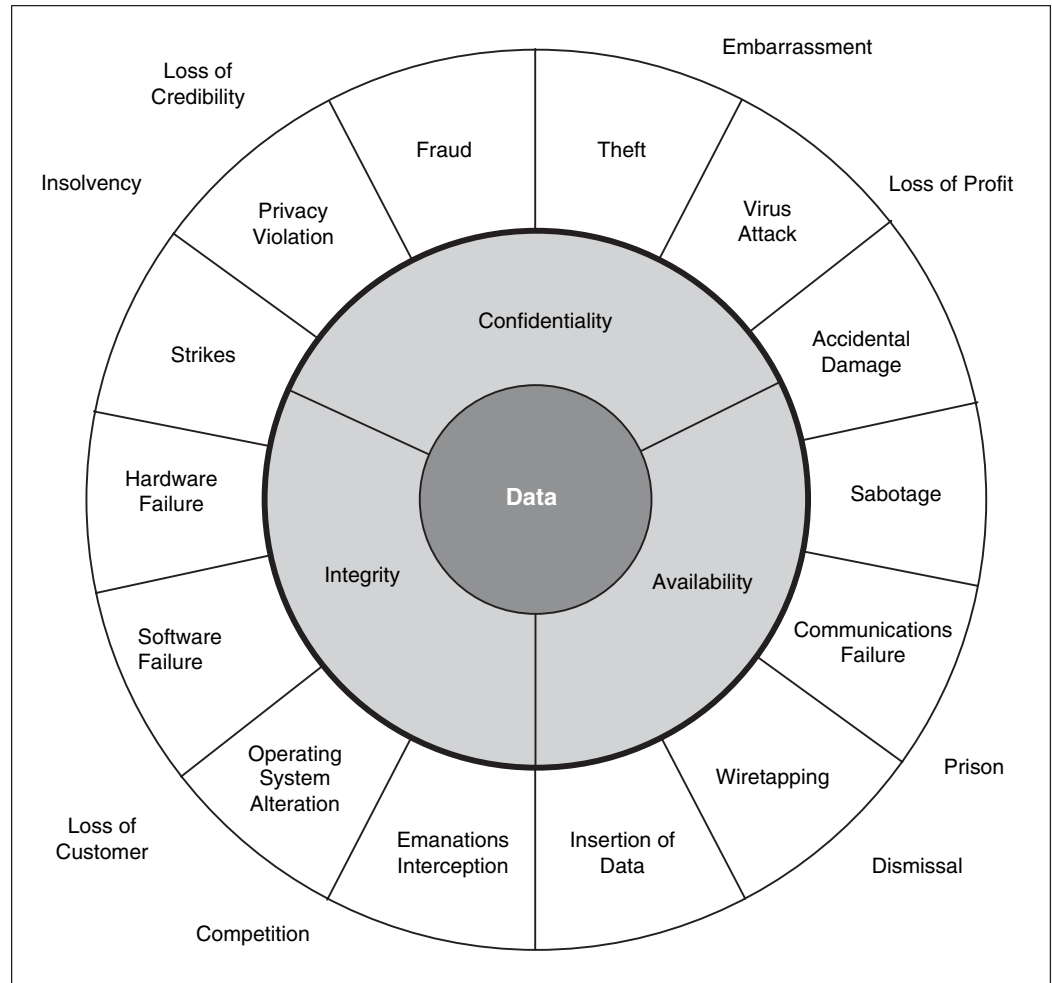 Embarrassment
Loss of
Credibility
Insolvency
Loss of Profit
Fraud
Theft
Privacy
Violation
Virus
Attack
Strikes
Accidental
Damage
Confidentiality
Hardware
Failure
Data
Sabotage
Integrity
Availability
Software
Failure
Communications
Failure
Operating
System
Alteration
Wiretapping
Prison
Emanations
Interception
Insertion of
Data
Loss of
Customer
Dismissal
Competition